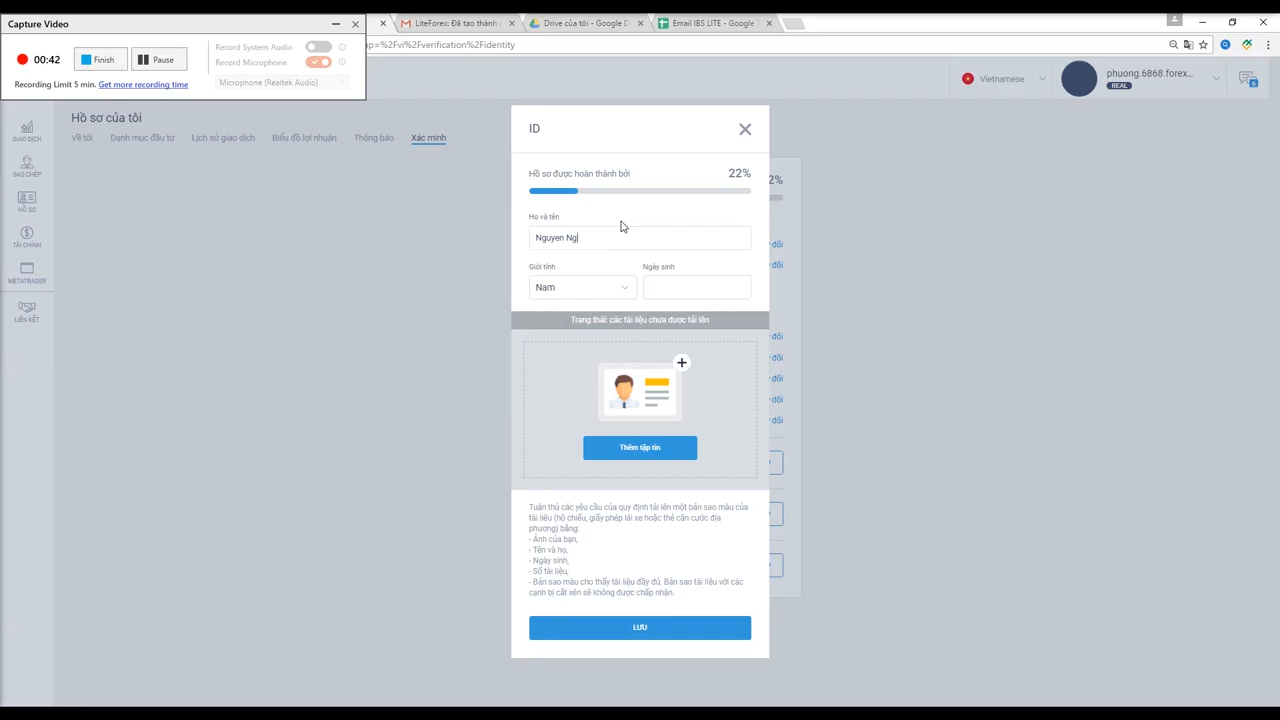 Capture Video
LiteForex: Đã tạo thành c
Drive của tôi - Google D
Email IBS LITE - Google T
00:42
Finish
Pause
Record System Audio
Record Microphone
Microphone (Realtek Audio)
Recording Limit 5 min. Get more recording time
ap=%2Fvi%2Fverification%2Fidentity
Vietnamese
phuong.6868.forex...
REAL
Hồ sơ của tôi
Về tôi
Danh mục đầu tư
Lịch sử giao dịch
Biểu đồ lợi nhuận
Thông báo
Xác minh
GIAO DỊCH
SAO CHÉP
HỒ SƠ
TÀI CHÍNH
METATRADER
LIÊN KẾT
ID
Hồ sơ được hoàn thành bởi
22%
2%
Họ và tên
Nguyen Ng
Giới tính
Ngày sinh
Nam
Trạng thái: các tài liệu chưa được tải lên
Thêm tập tin
Tuân thủ các yêu cầu của quy định tải lên một bản sao màu của
tài liệu (hộ chiếu, giấy phép lái xe hoặc thẻ căn cước địa
phương) bằng:
- Ảnh của bạn,
- Tên và họ,
- Ngày sinh,
- Số tài liệu,
- Bản sao màu cho thấy tài liệu đầy đủ. Bản sao tài liệu với các
cạnh bị cắt xén sẽ không được chấp nhận.
LƯU